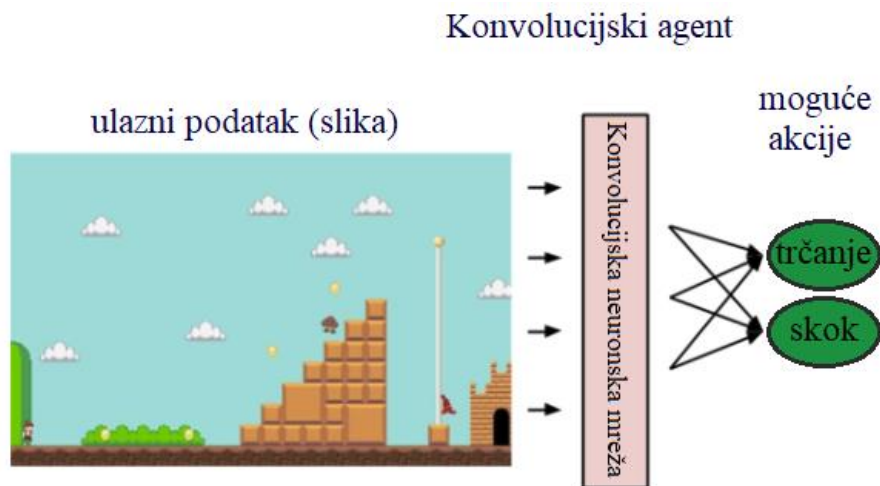 Konvolucijski agent
ulazni podatak (slika)
moguće
akcije
Konvolucijska neuronska mreža
trčanje
skok